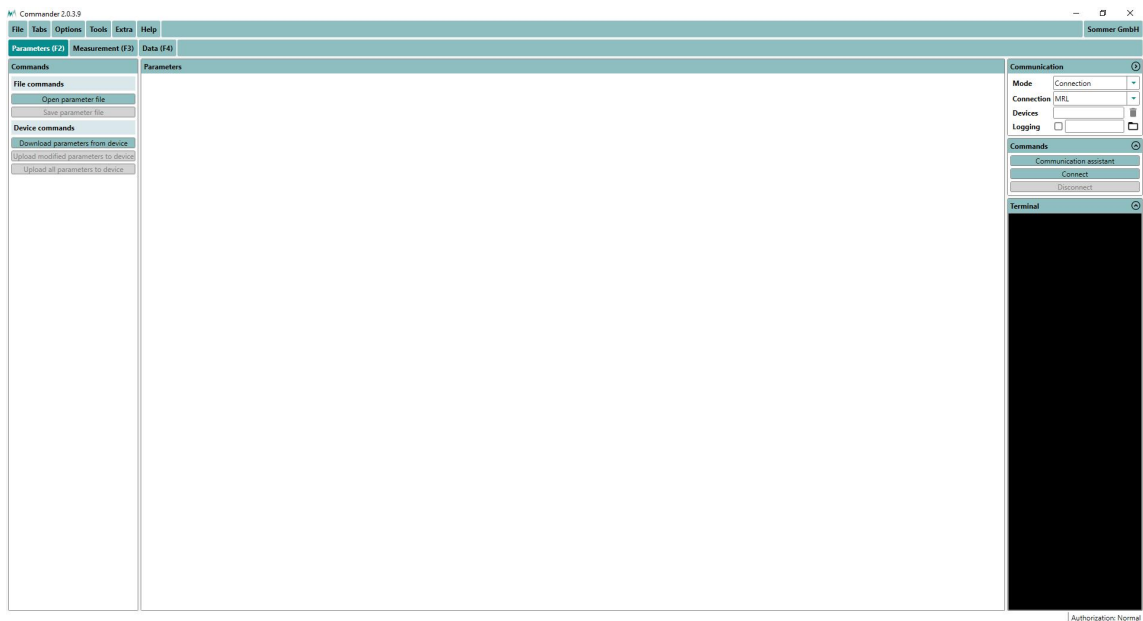 Commander 2.0.3.9
File Tabs Options Tools Extra Help Sommer GmbH
Parameters (F2) Measurement (F3) Data (F4)
Commands
File commands
Open parameter file
Save parameter file
Device commands
Download parameters from device
Upload modified parameters to device
Upload all parameters to device
Parameters
Communication
Mode Connection
Connection MRL
Devices
Logging
Commands
Communication assistant
Connect
Disconnect
Terminal
Authorization: Normal